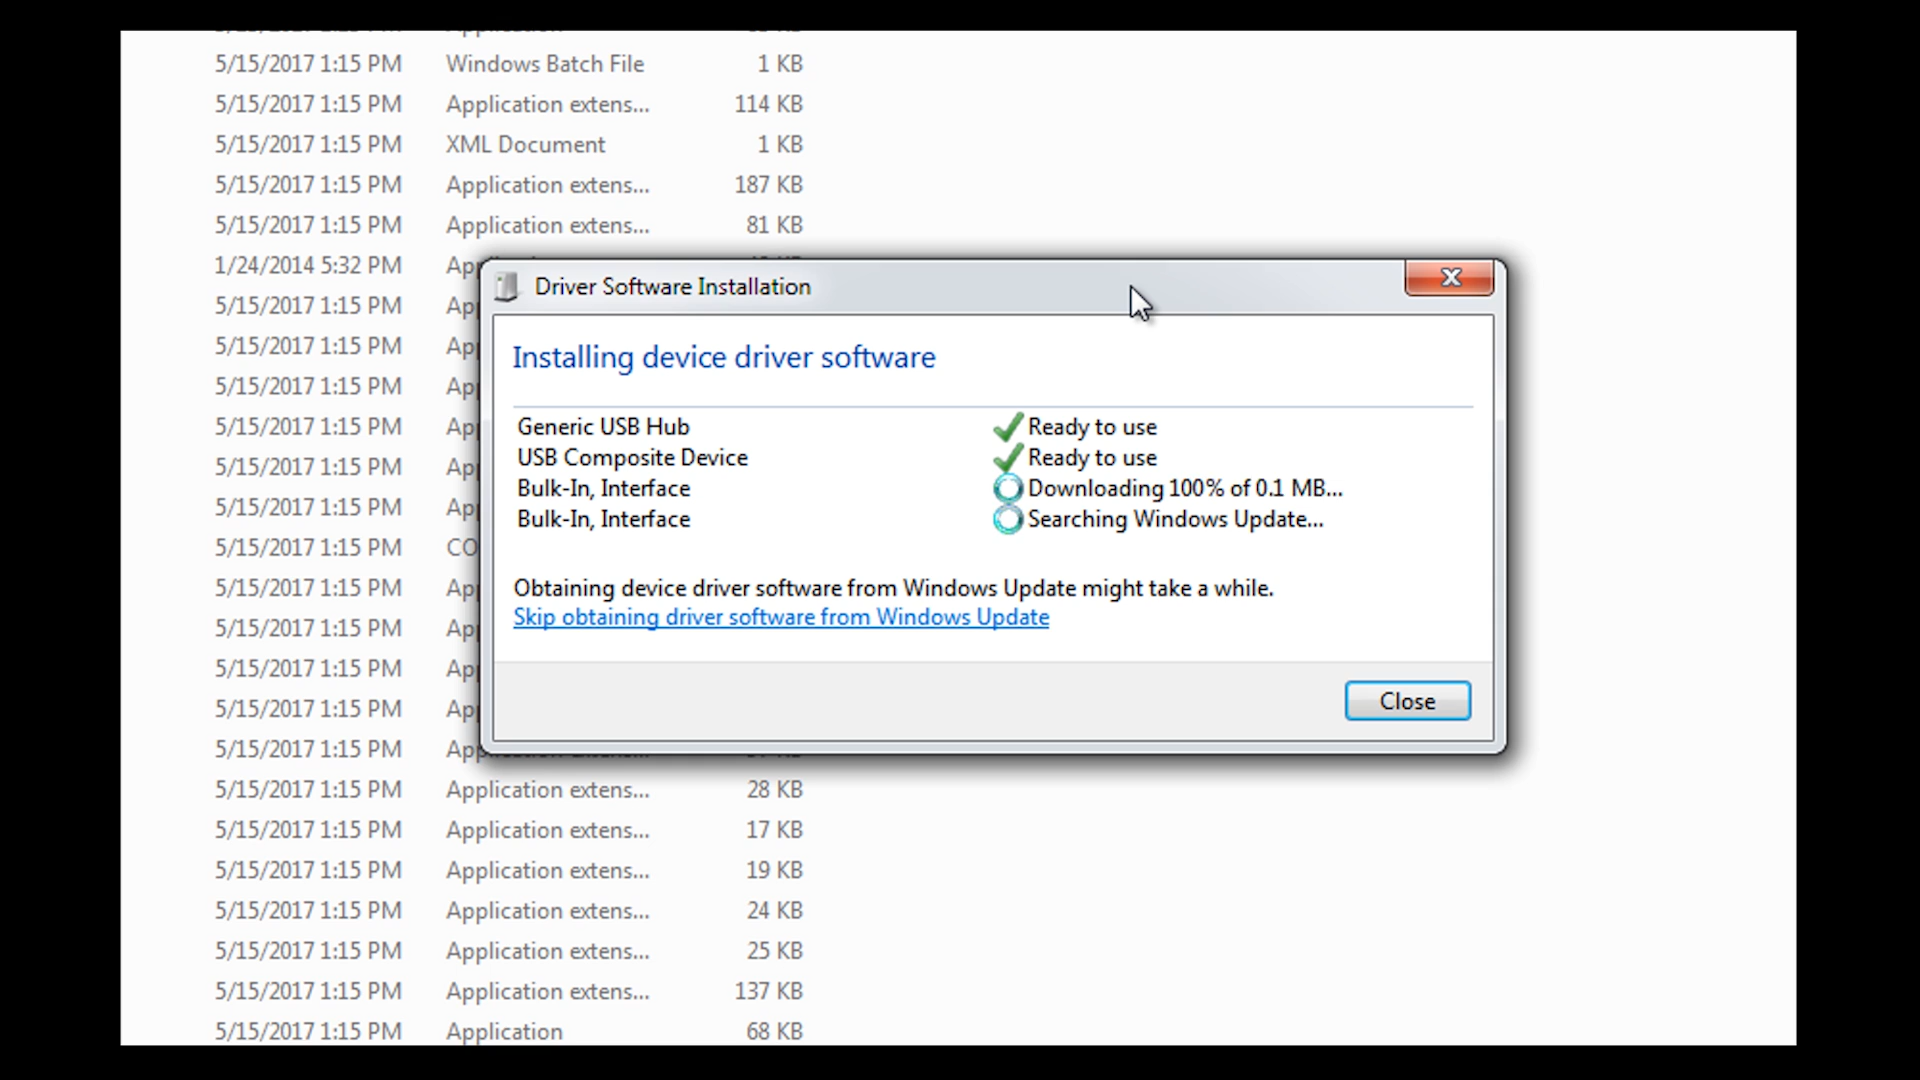 5/15/2017 1:15 PM Windows Batch File 1 KB
5/15/2017 1:15 PM Application extens... 114 KB
5/15/2017 1:15 PM XML Document 1 KB
5/15/2017 1:15 PM Application extens... 187 KB
5/15/2017 1:15 PM Application extens... 81 KB
1/24/2014 5:32 PM Ap
5/15/2017 1:15 PM Ap
5/15/2017 1:15 PM Ap
5/15/2017 1:15 PM Ap
5/15/2017 1:15 PM Ap
5/15/2017 1:15 PM Ap
5/15/2017 1:15 PM Ap
5/15/2017 1:15 PM CO
5/15/2017 1:15 PM Ap
5/15/2017 1:15 PM Ap
5/15/2017 1:15 PM Ap
5/15/2017 1:15 PM Ap
5/15/2017 1:15 PM Ap
5/15/2017 1:15 PM Application extens... 28 KB
5/15/2017 1:15 PM Application extens... 17 KB
5/15/2017 1:15 PM Application extens... 19 KB
5/15/2017 1:15 PM Application extens... 24 KB
5/15/2017 1:15 PM Application extens... 25 KB
5/15/2017 1:15 PM Application extens... 137 KB
5/15/2017 1:15 PM Application 68 KB
Driver Software Installation
Installing device driver software
Generic USB Hub Ready to use
USB Composite Device Ready to use
Bulk-In, Interface Downloading 100% of 0.1 MB...
Bulk-In, Interface Searching Windows Update...
Obtaining device driver software from Windows Update might take a while.
Skip obtaining driver software from Windows Update
Close